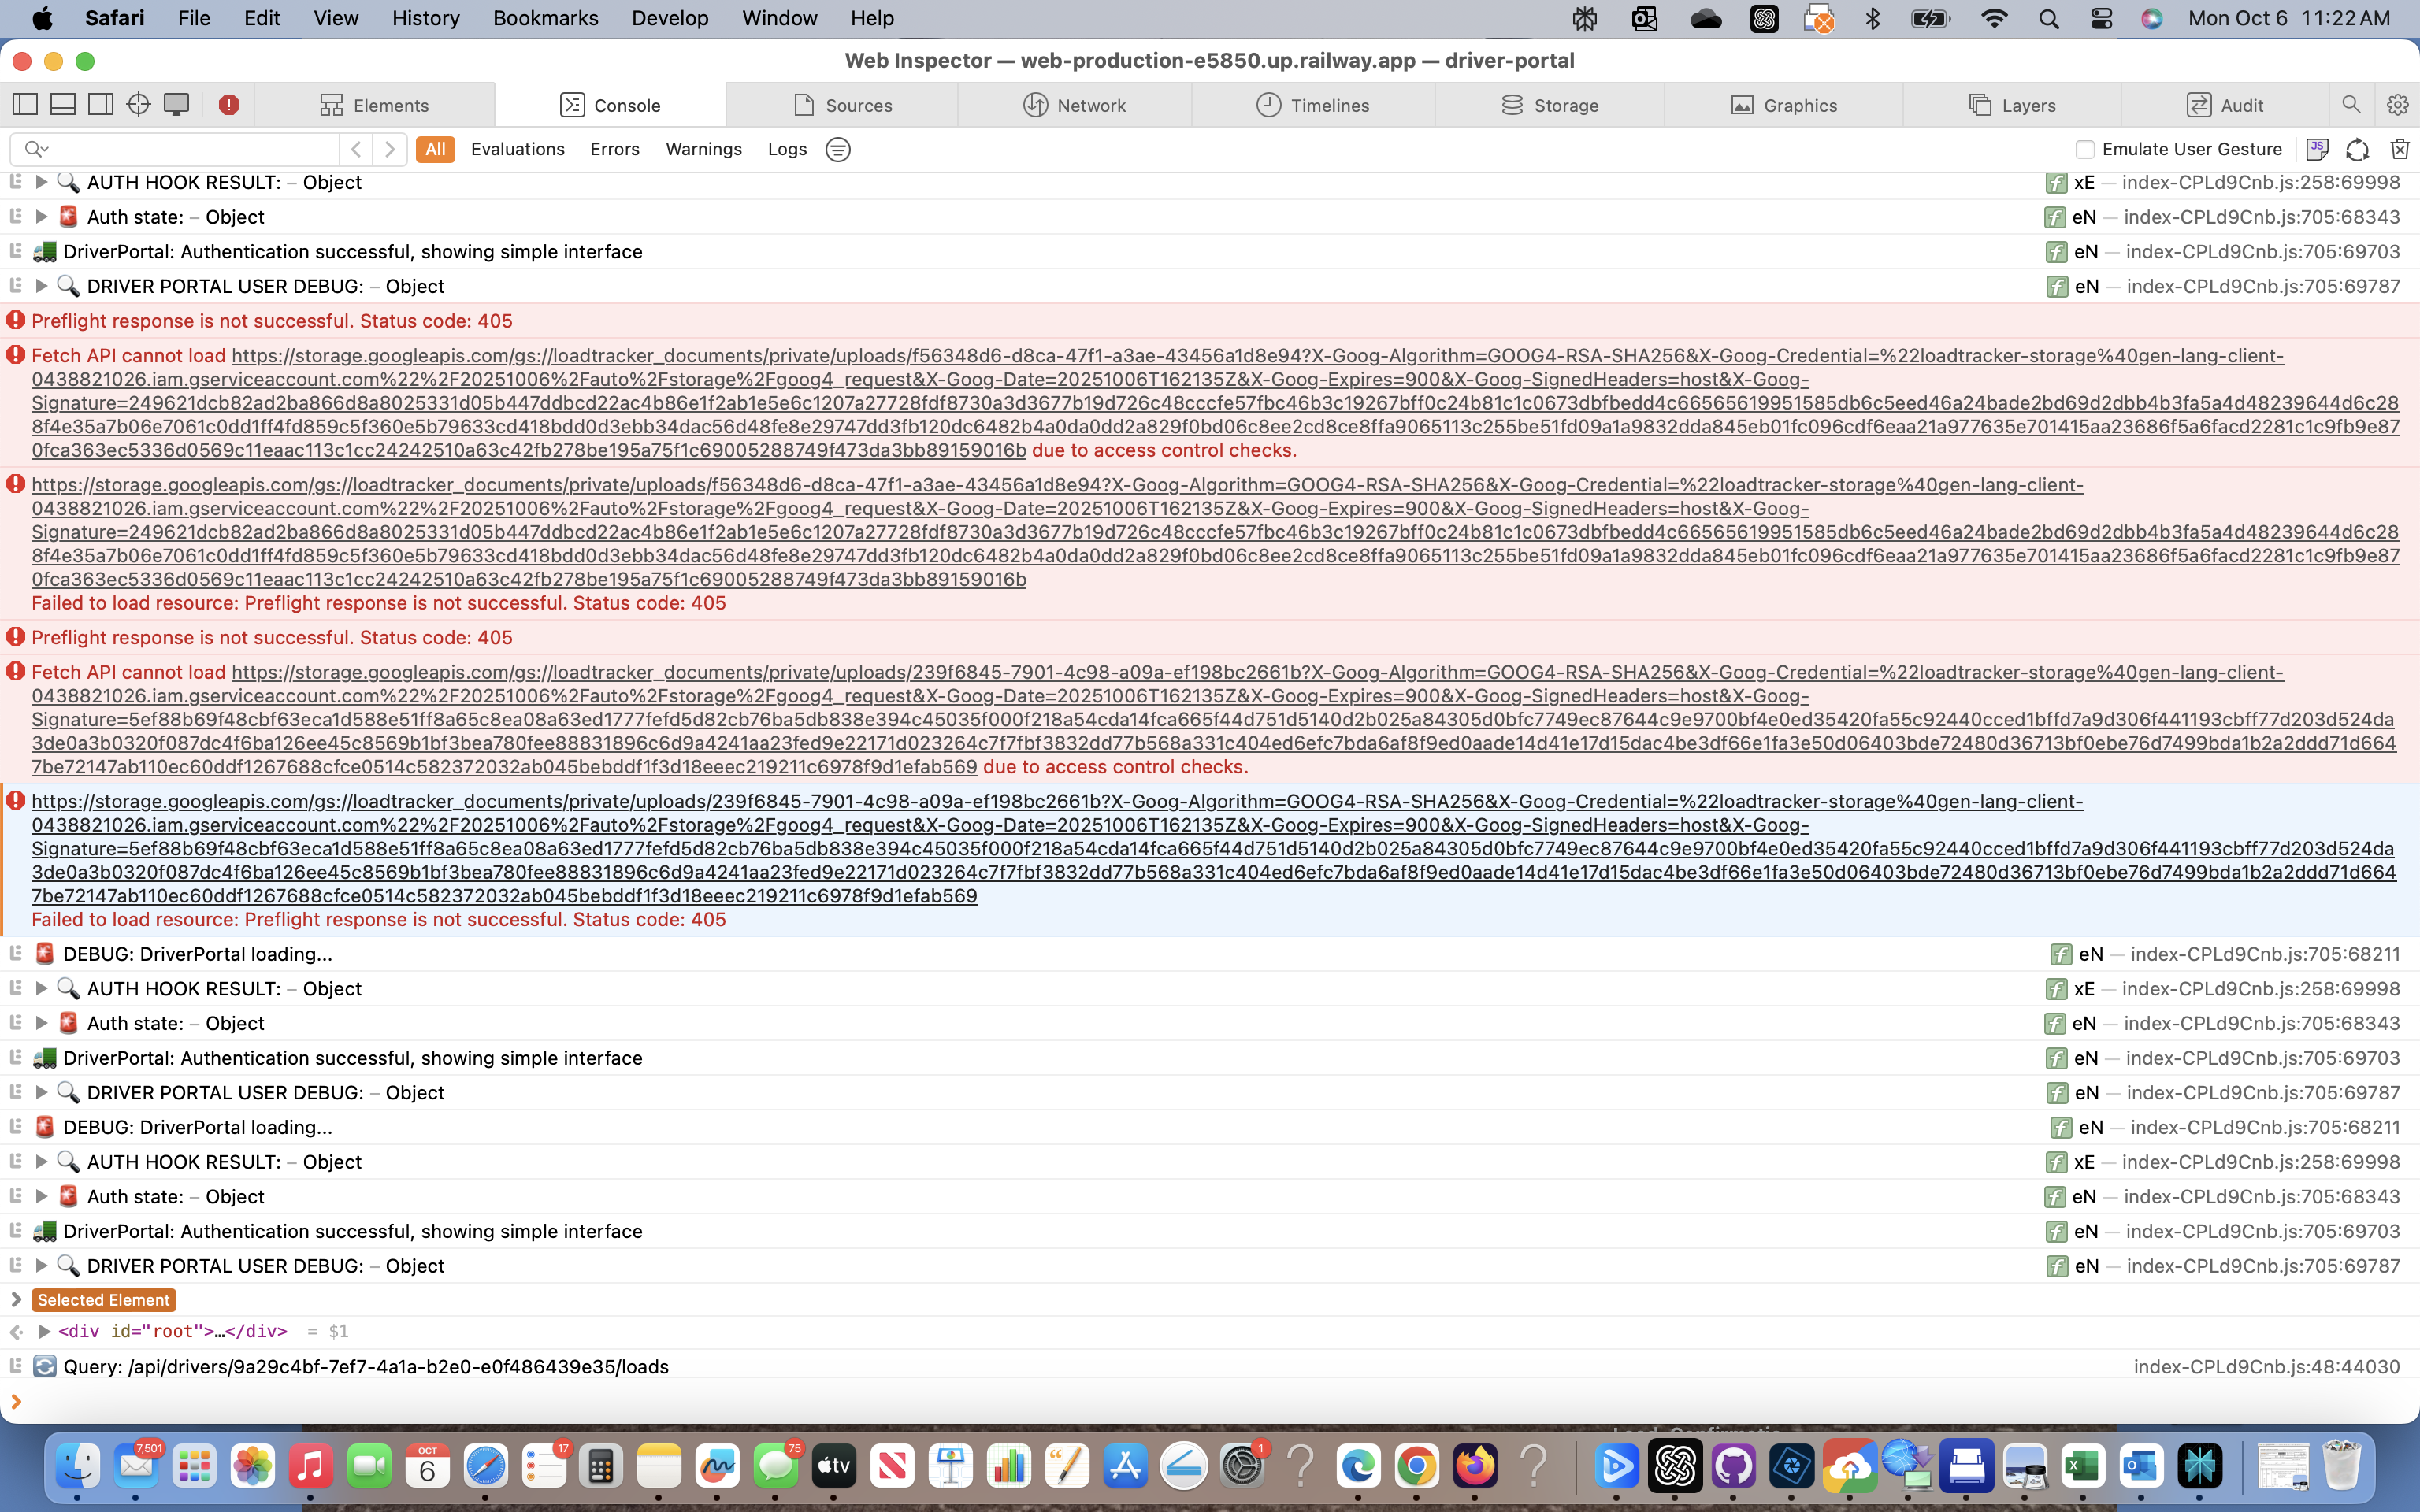 Safari File Edit View History Bookmarks Develop Window Help Mon Oct 6 11:22 AM
Web Inspector — web-production-e5850.up.railway.app — driver-portal
Elements Console Sources Network Timelines Storage Graphics Layers Audit
All Evaluations Errors Warnings Logs Emulate User Gesture
AUTH HOOK RESULT: – Object xE — index-CPLd9Cnb.js:258:69998
Auth state: – Object eN — index-CPLd9Cnb.js:705:68343
DriverPortal: Authentication successful, showing simple interface eN — index-CPLd9Cnb.js:705:69703
DRIVER PORTAL USER DEBUG: – Object eN — index-CPLd9Cnb.js:705:69787
Preflight response is not successful. Status code: 405
Fetch API cannot load https://storage.googleapis.com/gs://loadtracker_documents/private/uploads/f56348d6-d8ca-47f1-a3ae-43456a1d8e94?X-Goog-Algorithm=GOOG4-RSA-SHA256&X-Goog-Credential=%22loadtracker-storage%40gen-lang-client-
0438821026.iam.gserviceaccount.com%22%2F20251006%2Fauto%2Fstorage%2Fgoog4_request&X-Goog-Date=20251006T162135Z&X-Goog-Expires=900&X-Goog-SignedHeaders=host&X-Goog-
Signature=249621dcb82ad2ba866d8a8025331d05b447ddbcd22ac4b86e1f2ab1e5e6c1207a27728fdf8730a3d3677b19d726c48cccfe57fbc46b3c19267bff0c24b81c1c0673dbfbedd4c66565619951585db6c5eed46a24bade2bd69d2dbb4b3fa5a4d48239644d6c28
8f4e35a7b06e7061c0dd1ff4fd859c5f360e5b79633cd418bdd0d3ebb34dac56d48fe8e29747dd3fb120dc6482b4a0da0dd2a829f0bd06c8ee2cd8ce8ffa9065113c255be51fd09a1a9832dda845eb01fc096cdf6eaa21a977635e701415aa23686f5a6facd2281c1c9fb9e87
0fca363ec5336d0569c11eaac113c1cc24242510a63c42fb278be195a75f1c69005288749f473da3bb89159016b due to access control checks.
https://storage.googleapis.com/gs://loadtracker_documents/private/uploads/f56348d6-d8ca-47f1-a3ae-43456a1d8e94?X-Goog-Algorithm=GOOG4-RSA-SHA256&X-Goog-Credential=%22loadtracker-storage%40gen-lang-client-
0438821026.iam.gserviceaccount.com%22%2F20251006%2Fauto%2Fstorage%2Fgoog4_request&X-Goog-Date=20251006T162135Z&X-Goog-Expires=900&X-Goog-SignedHeaders=host&X-Goog-
Signature=249621dcb82ad2ba866d8a8025331d05b447ddbcd22ac4b86e1f2ab1e5e6c1207a27728fdf8730a3d3677b19d726c48cccfe57fbc46b3c19267bff0c24b81c1c0673dbfbedd4c66565619951585db6c5eed46a24bade2bd69d2dbb4b3fa5a4d48239644d6c28
8f4e35a7b06e7061c0dd1ff4fd859c5f360e5b79633cd418bdd0d3ebb34dac56d48fe8e29747dd3fb120dc6482b4a0da0dd2a829f0bd06c8ee2cd8ce8ffa9065113c255be51fd09a1a9832dda845eb01fc096cdf6eaa21a977635e701415aa23686f5a6facd2281c1c9fb9e87
0fca363ec5336d0569c11eaac113c1cc24242510a63c42fb278be195a75f1c69005288749f473da3bb89159016b
Failed to load resource: Preflight response is not successful. Status code: 405
Preflight response is not successful. Status code: 405
Fetch API cannot load https://storage.googleapis.com/gs://loadtracker_documents/private/uploads/239f6845-7901-4c98-a09a-ef198bc2661b?X-Goog-Algorithm=GOOG4-RSA-SHA256&X-Goog-Credential=%22loadtracker-storage%40gen-lang-client-
0438821026.iam.gserviceaccount.com%22%2F20251006%2Fauto%2Fstorage%2Fgoog4_request&X-Goog-Date=20251006T162135Z&X-Goog-Expires=900&X-Goog-SignedHeaders=host&X-Goog-
Signature=5ef88b69f48cbf63eca1d588e51ff8a65c8ea08a63ed1777fefd5d82cb76ba5db838e394c45035f000f218a54cda14fca665f44d751d5140d2b025a84305d0bfc7749ec87644c9e9700bf4e0ed35420fa55c92440cced1bffd7a9d306f441193cbff77d203d524da
3de0a3b0320f087dc4f6ba126ee45c8569b1bf3bea780fee88831896c6d9a4241aa23fed9e22171d023264c7f7fbf3832dd77b568a331c404ed6efc7bda6af8f9ed0aade14d41e17d15dac4be3df66e1fa3e50d06403bde72480d36713bf0ebe76d7499bda1b2a2ddd71d664
7be72147ab110ec60ddf1267688cfce0514c582372032ab045bebddf1f3d18eeec219211c6978f9d1efab569 due to access control checks.
https://storage.googleapis.com/gs://loadtracker_documents/private/uploads/239f6845-7901-4c98-a09a-ef198bc2661b?X-Goog-Algorithm=GOOG4-RSA-SHA256&X-Goog-Credential=%22loadtracker-storage%40gen-lang-client-
0438821026.iam.gserviceaccount.com%22%2F20251006%2Fauto%2Fstorage%2Fgoog4_request&X-Goog-Date=20251006T162135Z&X-Goog-Expires=900&X-Goog-SignedHeaders=host&X-Goog-
Signature=5ef88b69f48cbf63eca1d588e51ff8a65c8ea08a63ed1777fefd5d82cb76ba5db838e394c45035f000f218a54cda14fca665f44d751d5140d2b025a84305d0bfc7749ec87644c9e9700bf4e0ed35420fa55c92440cced1bffd7a9d306f441193cbff77d203d524da
3de0a3b0320f087dc4f6ba126ee45c8569b1bf3bea780fee88831896c6d9a4241aa23fed9e22171d023264c7f7fbf3832dd77b568a331c404ed6efc7bda6af8f9ed0aade14d41e17d15dac4be3df66e1fa3e50d06403bde72480d36713bf0ebe76d7499bda1b2a2ddd71d664
7be72147ab110ec60ddf1267688cfce0514c582372032ab045bebddf1f3d18eeec219211c6978f9d1efab569
Failed to load resource: Preflight response is not successful. Status code: 405
DEBUG: DriverPortal loading... eN — index-CPLd9Cnb.js:705:68211
AUTH HOOK RESULT: – Object xE — index-CPLd9Cnb.js:258:69998
Auth state: – Object eN — index-CPLd9Cnb.js:705:68343
DriverPortal: Authentication successful, showing simple interface eN — index-CPLd9Cnb.js:705:69703
DRIVER PORTAL USER DEBUG: – Object eN — index-CPLd9Cnb.js:705:69787
DEBUG: DriverPortal loading... eN — index-CPLd9Cnb.js:705:68211
AUTH HOOK RESULT: – Object xE — index-CPLd9Cnb.js:258:69998
Auth state: – Object eN — index-CPLd9Cnb.js:705:68343
DriverPortal: Authentication successful, showing simple interface eN — index-CPLd9Cnb.js:705:69703
DRIVER PORTAL USER DEBUG: – Object eN — index-CPLd9Cnb.js:705:69787
Selected Element
<div id="root">…</div> = $1
Query: /api/drivers/9a29c4bf-7ef7-4a1a-b2e0-e0f486439e35/loads index-CPLd9Cnb.js:48:44030
7,501 OCT 6 17 75 tv 1